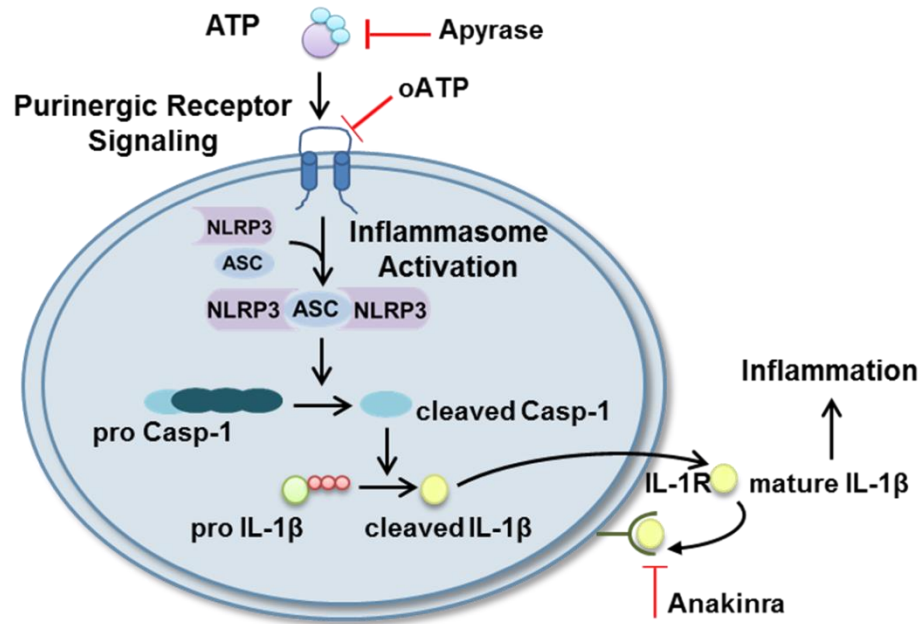 ATP
Apyrase
oATP
Purinergic Receptor
Signaling
NLRP3
ASC
Inflammasome
Activation
NLRP3
ASC
NLRP3
pro Casp-1
cleaved Casp-1
Inflammation
pro IL-1β
cleaved IL-1β
IL-1R
mature IL-1β
Anakinra